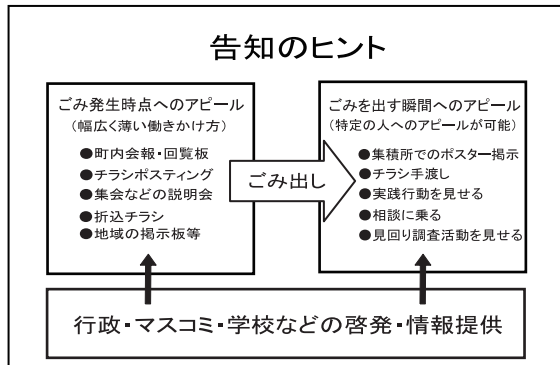 告知のヒント
ごみ発生時点へのアピール
（幅広く薄い働きかけ方）
●町内会報・回覧板
●チラシポスティング
●集会などの説明会
●折込チラシ
●地域の掲示板等
ごみ出し
ごみを出す瞬間へのアピール
（特定の人へのアピールが可能）
●集積所でのポスター掲示
●チラシ手渡し
●実践行動を見せる
●相談に乗る
●見回り調査活動を見せる
行政・マスコミ・学校などの啓発・情報提供